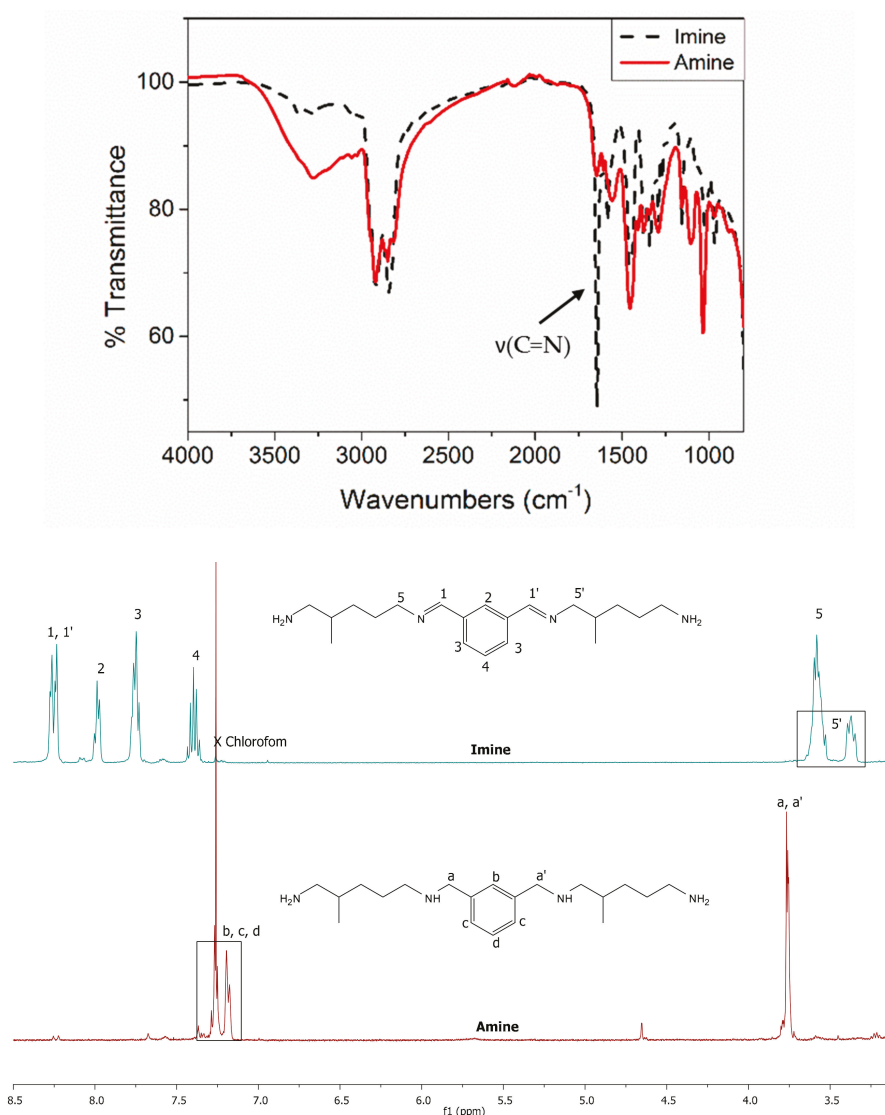 Imine
Amine
100
80
60
% Transmittance
ν(C=N)
4000 3500 3000 2500 2000 1500 1000
Wavenumbers (cm⁻¹)
1, 1'
2
3
4
H₂N
5
N
1
2
1'
N
5'
NH₂
3
3
4
5
5'
X Chlorofom
Imine
a, a'
H₂N
NH
a
b
a'
NH
NH₂
c
c
d
b, c, d
Amine
8.5 8.0 7.5 7.0 6.5 6.0 5.5 5.0 4.5 4.0 3.5
f1 (ppm)